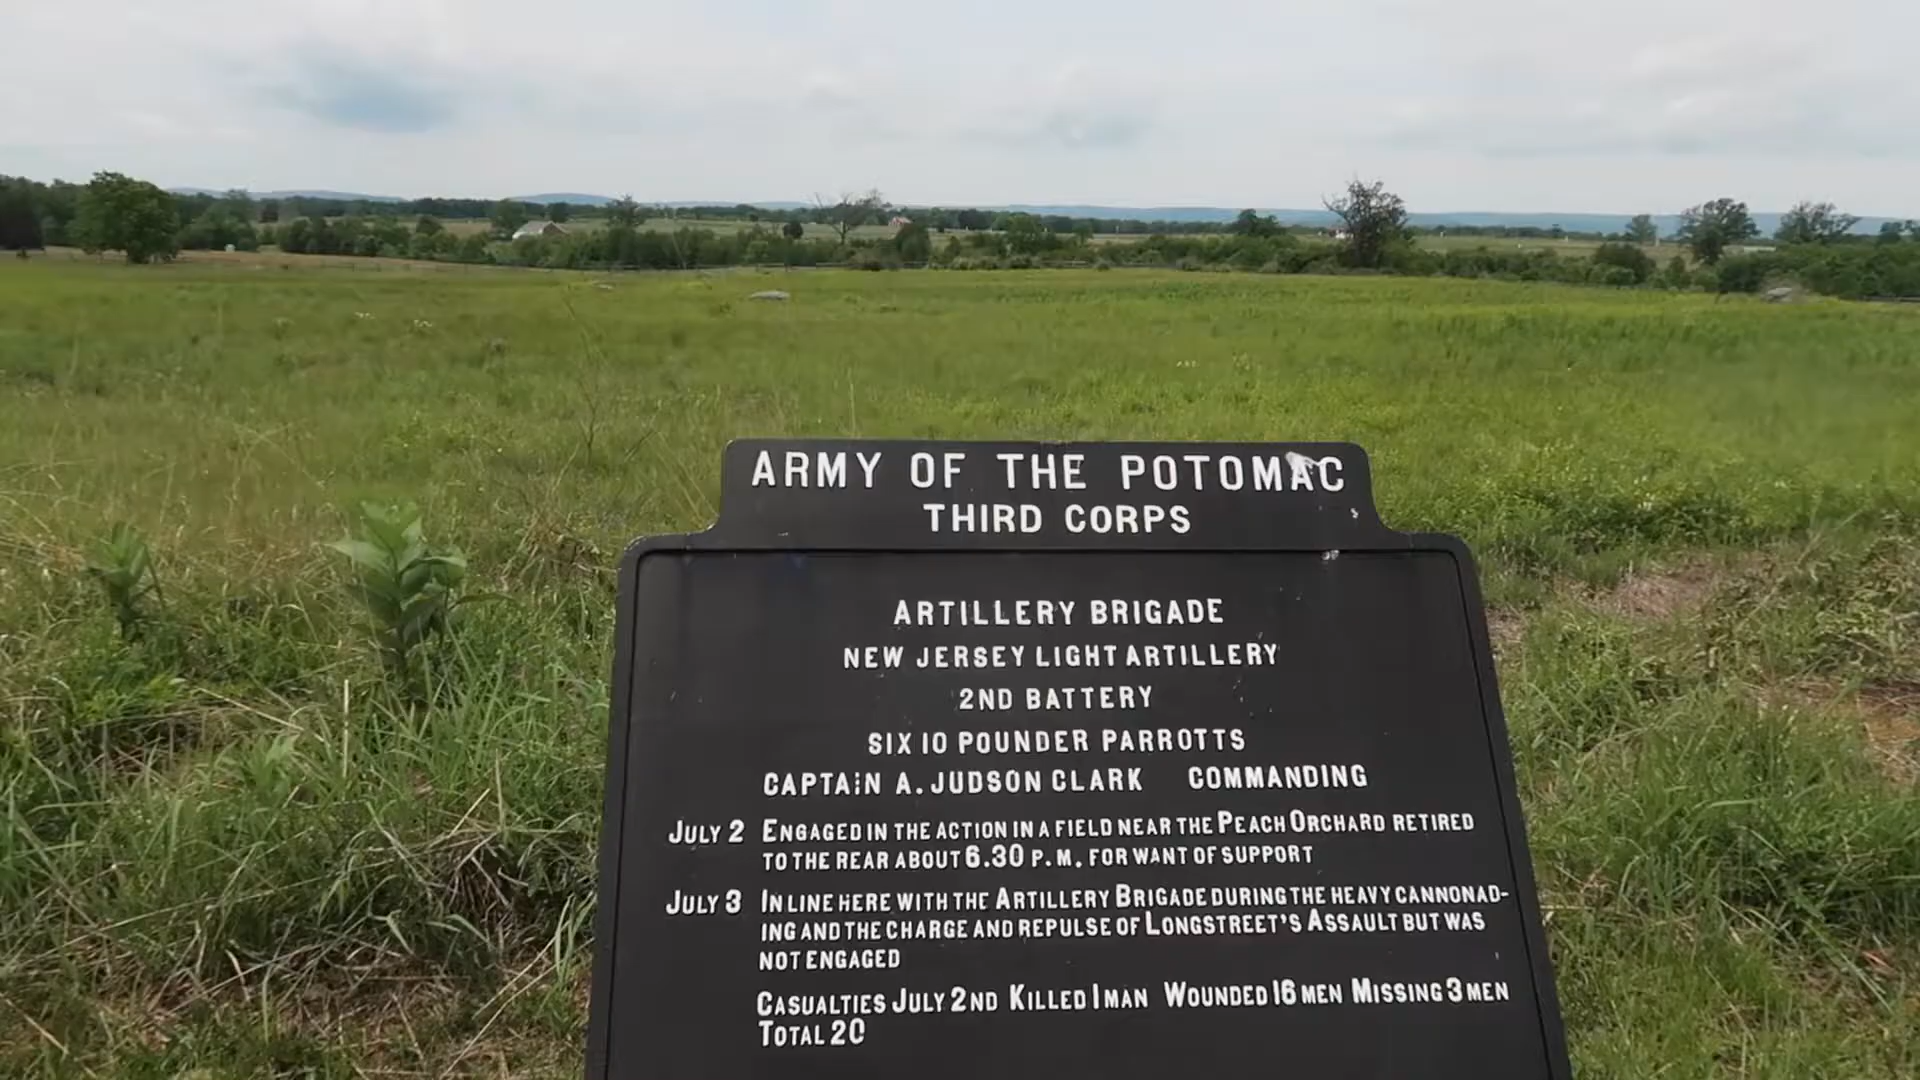 ARMY OF THE POTOMAC
THIRD CORPS
ARTILLERY BRIGADE
NEW JERSEY LIGHT ARTILLERY
2ND BATTERY
SIX 10 POUNDER PARROTTS
CAPTAIN A. JUDSON CLARK COMMANDING
JULY 2 ENGAGED IN THE ACTION IN A FIELD NEAR THE PEACH ORCHARD RETIRED
TO THE REAR ABOUT 6.30 P.M. FOR WANT OF SUPPORT
JULY 3 IN LINE HERE WITH THE ARTILLERY BRIGADE DURING THE HEAVY CANNONAD-
ING AND THE CHARGE AND REPULSE OF LONGSTREET'S ASSAULT BUT WAS
NOT ENGAGED
CASUALTIES JULY 2ND KILLED 1 MAN WOUNDED 16 MEN MISSING 3 MEN
TOTAL 20